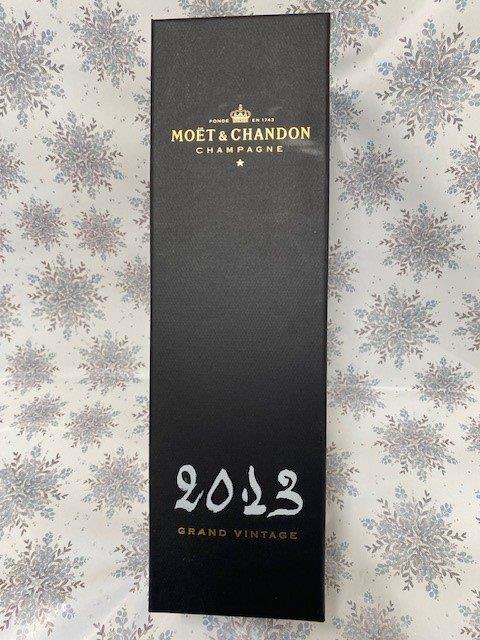 FONDÉ EN 1743
MOËT & CHANDON
CHAMPAGNE
2013
GRAND VINTAGE